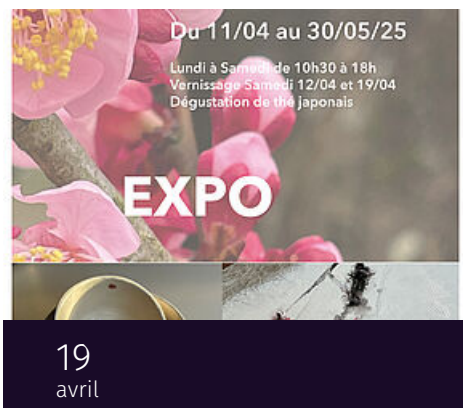 Du 11/04 au 30/05/25
Lundi à Samedi de 10h30 à 18h
Vernissage Samedi 12/04 et 19/04
Dégustation de thé japonais
EXPO
19
avril